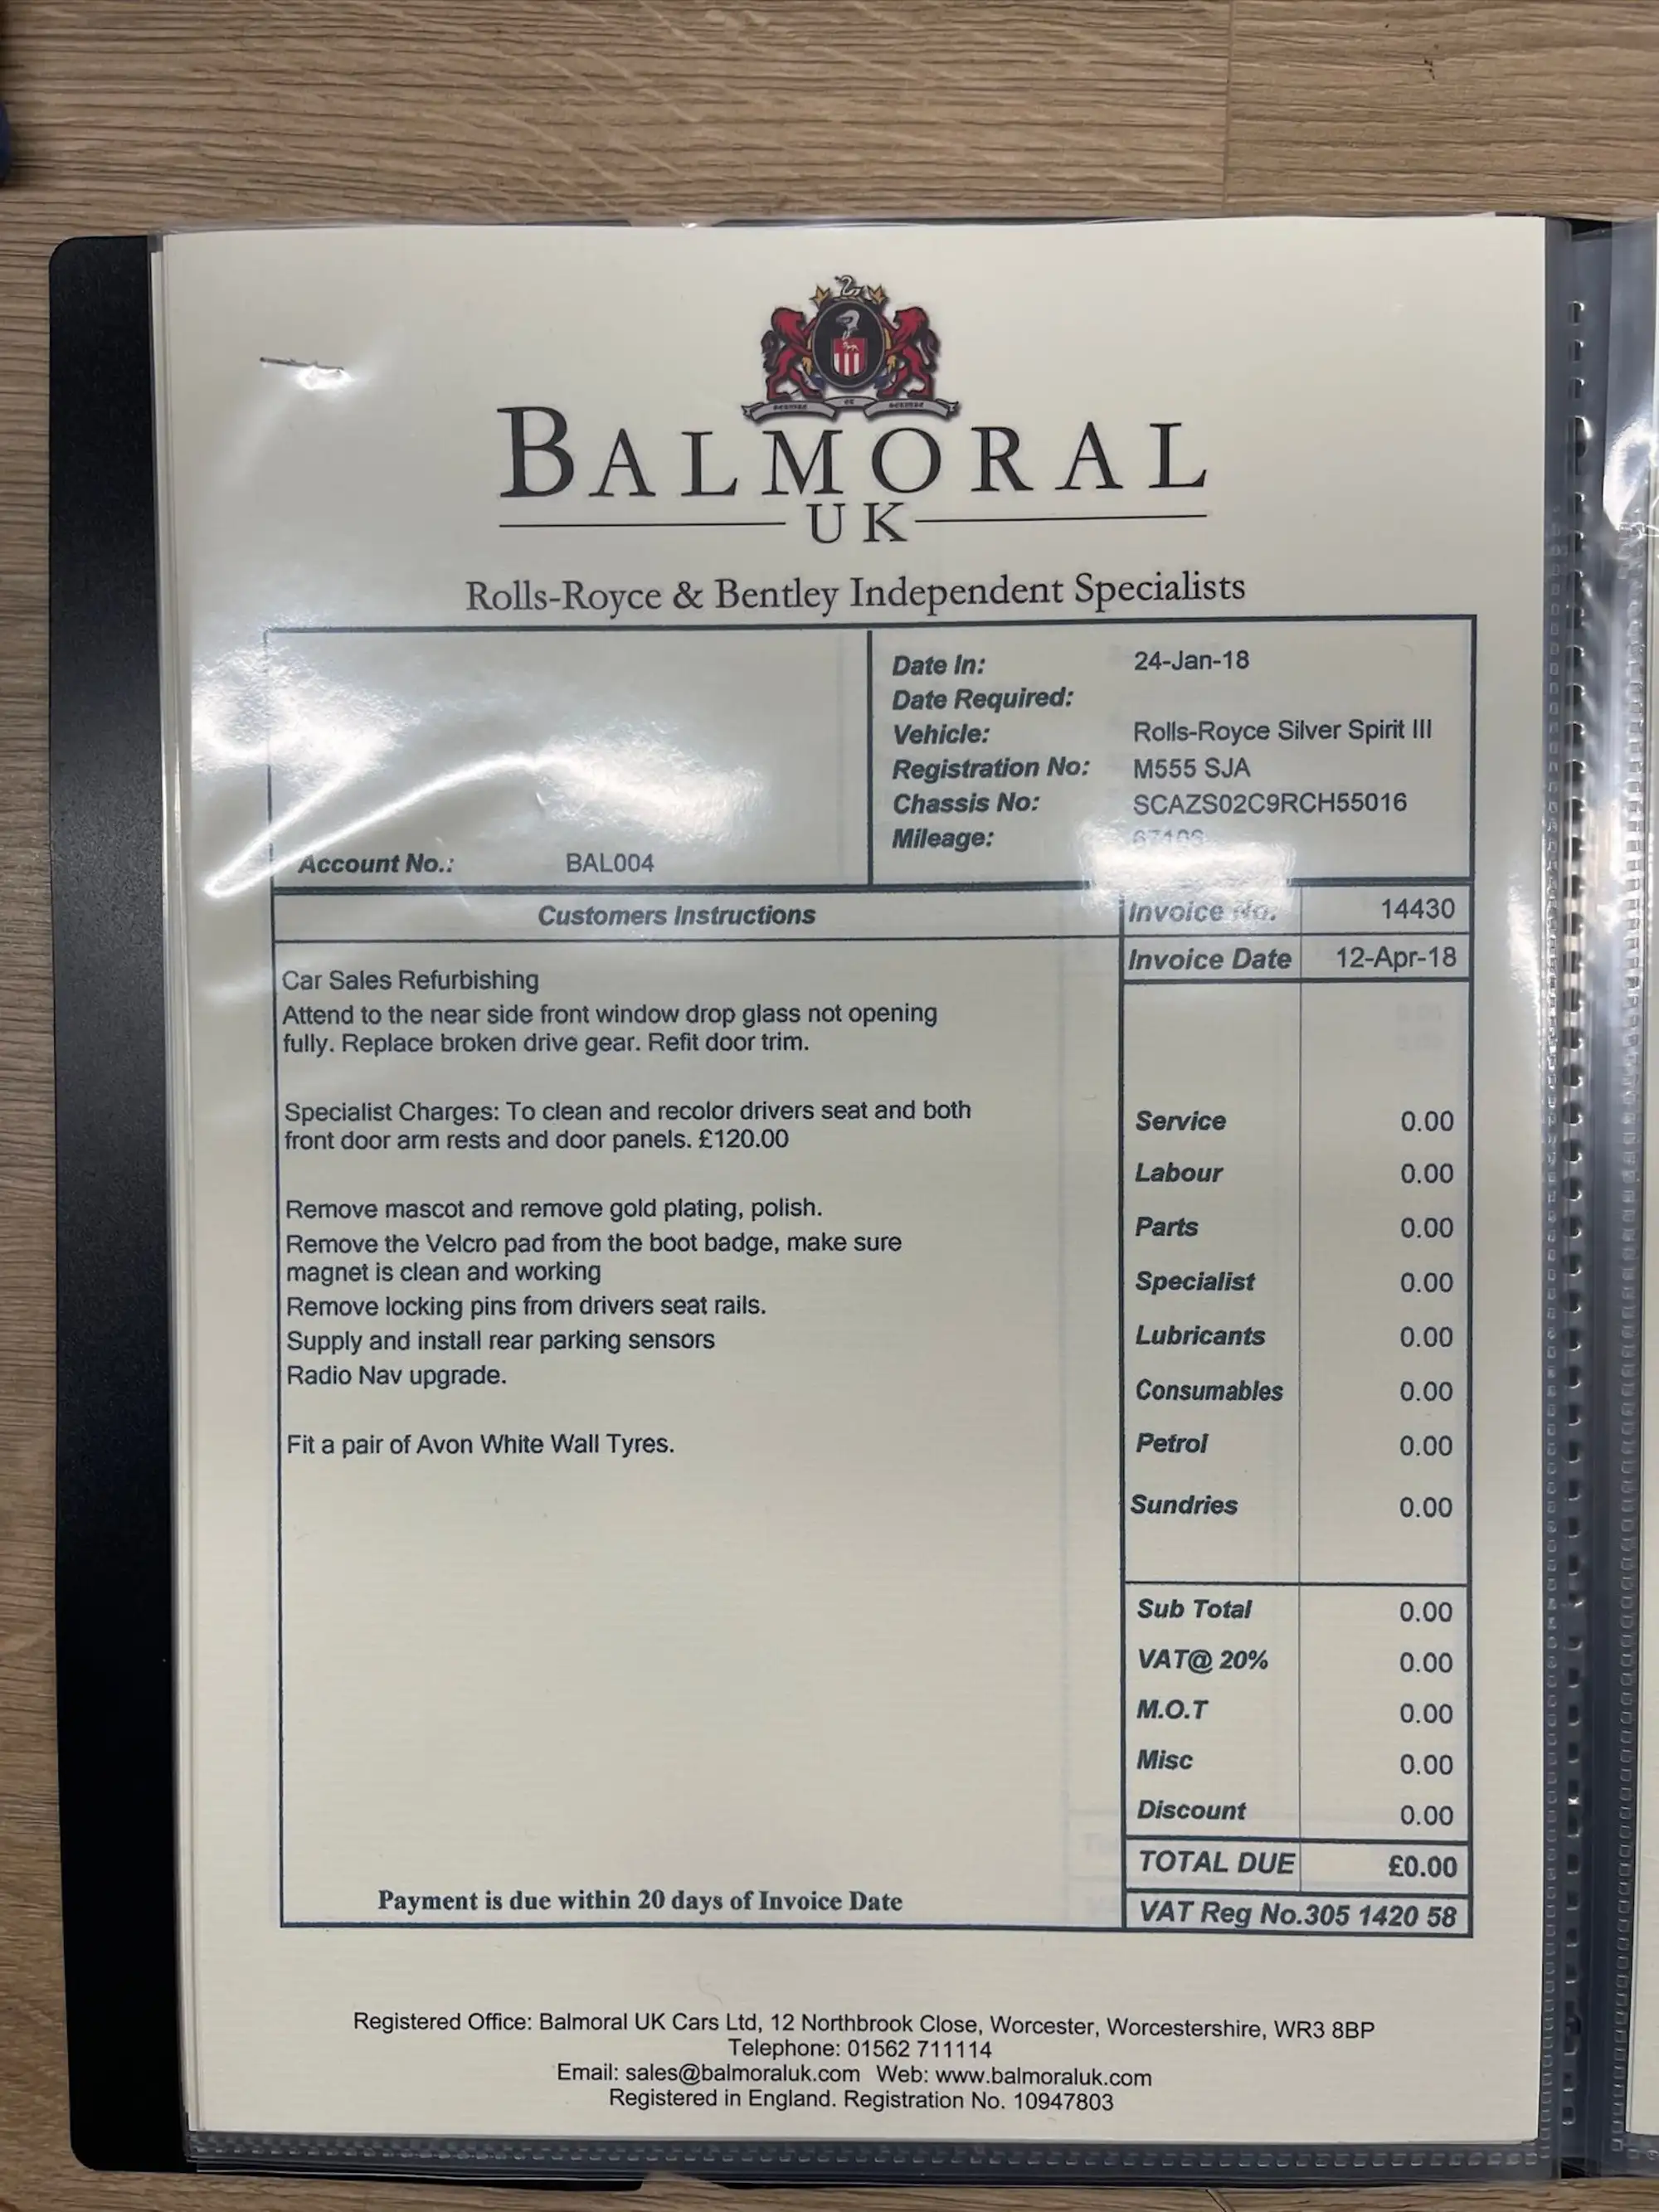 BALMORAL
UK
Rolls-Royce & Bentley Independent Specialists
Date In: 24-Jan-18
Date Required:
Vehicle: Rolls-Royce Silver Spirit III
Registration No: M555 SJA
Chassis No: SCAZS02C9RCH55016
Mileage:
Account No.: BAL004
Customers Instructions
Invoice No. 14430
Invoice Date 12-Apr-18
Car Sales Refurbishing
Attend to the near side front window drop glass not opening
fully. Replace broken drive gear. Refit door trim.
Specialist Charges: To clean and recolor drivers seat and both
front door arm rests and door panels. £120.00
Remove mascot and remove gold plating, polish.
Remove the Velcro pad from the boot badge, make sure
magnet is clean and working
Remove locking pins from drivers seat rails.
Supply and install rear parking sensors
Radio Nav upgrade.
Fit a pair of Avon White Wall Tyres.
Payment is due within 20 days of Invoice Date
Service 0.00
Labour 0.00
Parts 0.00
Specialist 0.00
Lubricants 0.00
Consumables 0.00
Petrol 0.00
Sundries 0.00
Sub Total 0.00
VAT@ 20% 0.00
M.O.T 0.00
Misc 0.00
Discount 0.00
TOTAL DUE £0.00
VAT Reg No.305 1420 58
Registered Office: Balmoral UK Cars Ltd, 12 Northbrook Close, Worcester, Worcestershire, WR3 8BP
Telephone: 01562 711114
Email: sales@balmoraluk.com Web: www.balmoraluk.com
Registered in England. Registration No. 10947803